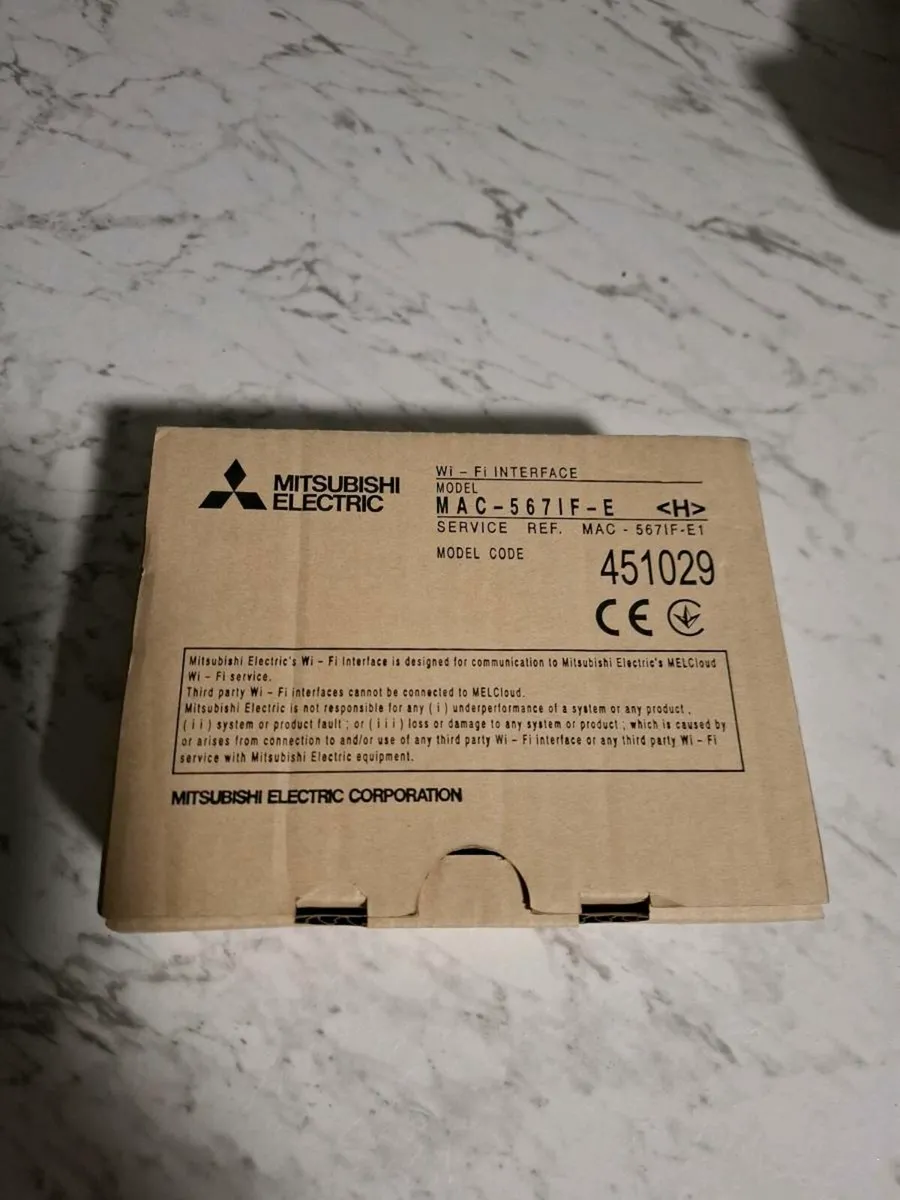 MITSUBISHI
ELECTRIC
Wi - Fi INTERFACE
MODEL
MAC-567IF-E <H>
SERVICE REF. MAC - 567IF-E1
MODEL CODE
451029
CE
Mitsubishi Electric's Wi - Fi Interface is designed for communication to Mitsubishi Electric's MELCloud
Wi - Fi service.
Third party Wi - Fi interfaces cannot be connected to MELCloud.
Mitsubishi Electric is not responsible for any ( i ) underperformance of a system or any product ,
( i i ) system or product fault ; or ( i i i ) loss or damage to any system or product ; which is caused by
or arises from connection to and/or use of any third party Wi - Fi interface or any third party Wi - Fi
service with Mitsubishi Electric equipment.
MITSUBISHI ELECTRIC CORPORATION